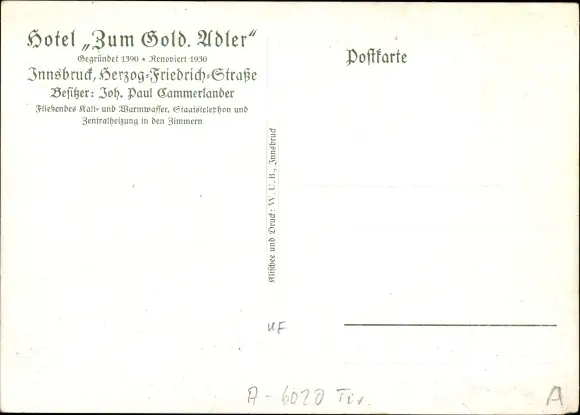 Hotel „Zum Gold. Adler“
Gegründet 1390 * Renoviert 1930
Innsbruck, Herzog-Friedrich-Straße
Besitzer: Joh. Paul Cammerlander
Fließendes Kalt- und Warmwasser, Staatstelephon und
Zentralheizung in den Zimmern
Postkarte
Klischee und Druck: W. U. B., Innsbruck
A - 6020 Tir.
A